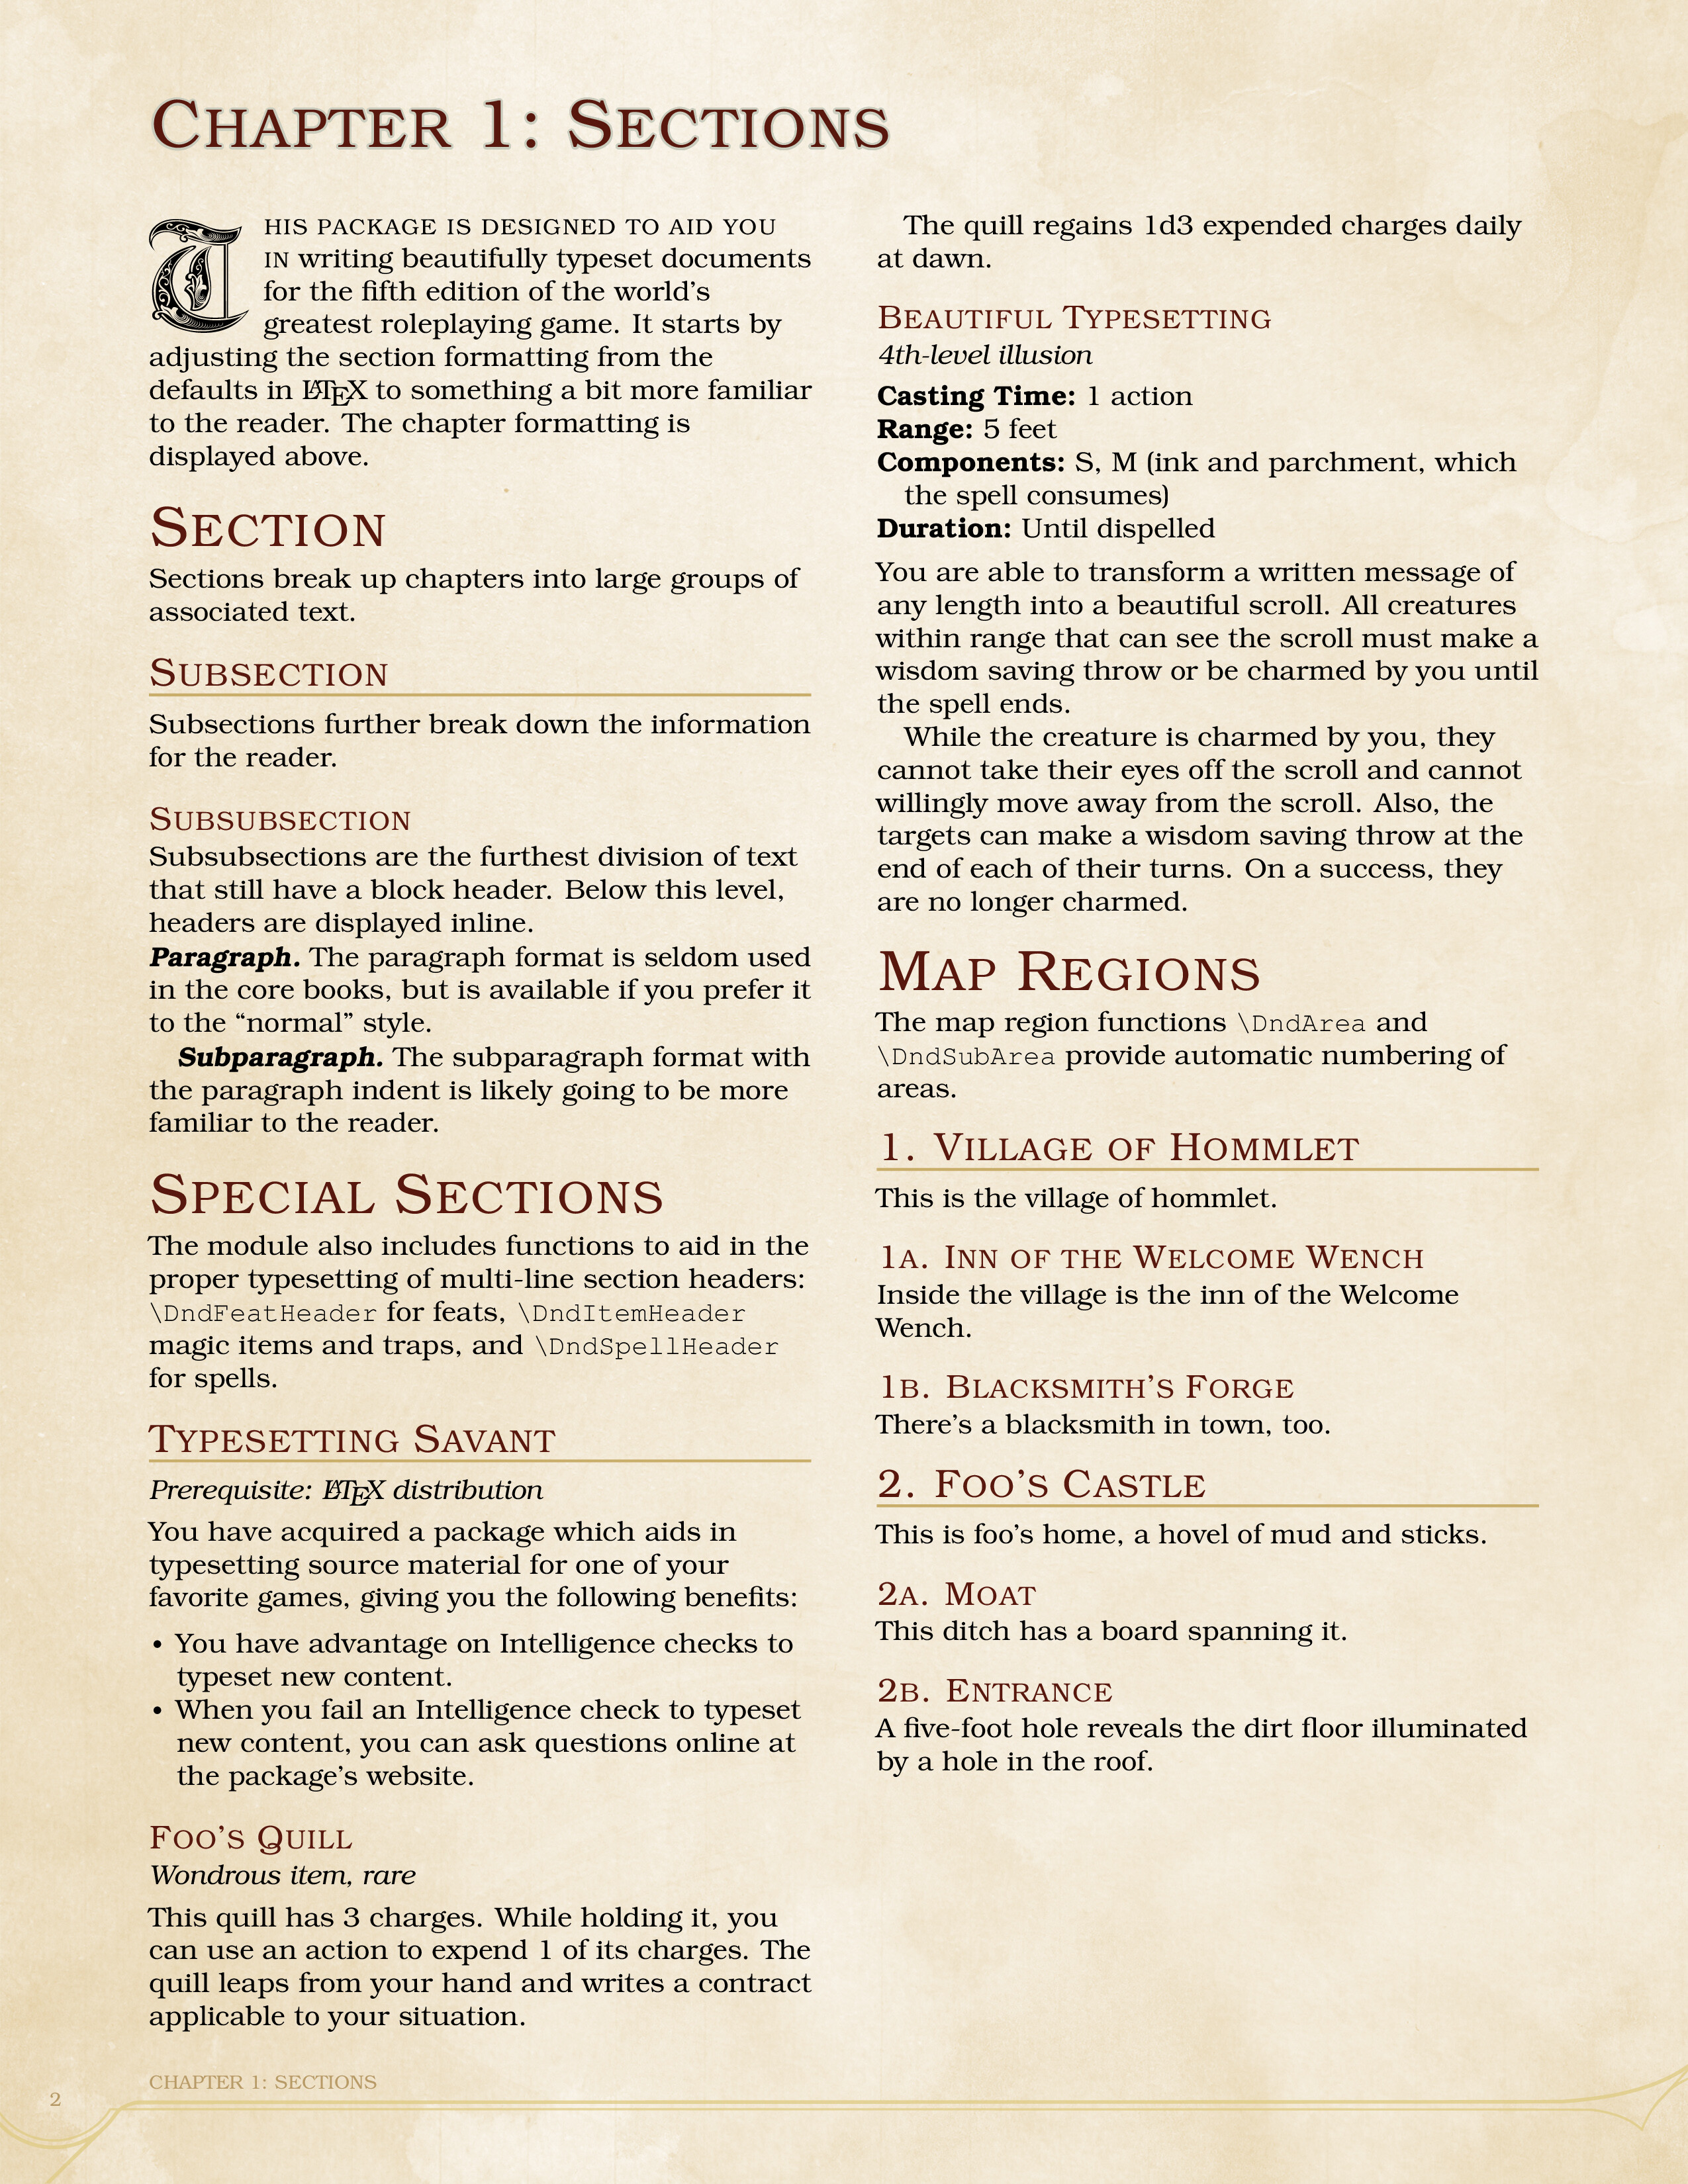 CHAPTER 1: SECTIONS
THIS PACKAGE IS DESIGNED TO AID YOU
IN writing beautifully typeset documents
for the fifth edition of the world's
greatest roleplaying game. It starts by
adjusting the section formatting from the
defaults in LATEX to something a bit more familiar
to the reader. The chapter formatting is
displayed above.
SECTION
Sections break up chapters into large groups of
associated text.
SUBSECTION
Subsections further break down the information
for the reader.
SUBSUBSECTION
Subsubsections are the furthest division of text
that still have a block header. Below this level,
headers are displayed inline.
Paragraph. The paragraph format is seldom used
in the core books, but is available if you prefer it
to the “normal” style.
Subparagraph. The subparagraph format with
the paragraph indent is likely going to be more
familiar to the reader.
SPECIAL SECTIONS
The module also includes functions to aid in the
proper typesetting of multi-line section headers:
\DndFeatHeader for feats, \DndItemHeader
magic items and traps, and \DndSpellHeader
for spells.
TYPESETTING SAVANT
Prerequisite: LATEX distribution
You have acquired a package which aids in
typesetting source material for one of your
favorite games, giving you the following benefits:
• You have advantage on Intelligence checks to
typeset new content.
• When you fail an Intelligence check to typeset
new content, you can ask questions online at
the package's website.
FOO'S QUILL
Wondrous item, rare
This quill has 3 charges. While holding it, you
can use an action to expend 1 of its charges. The
quill leaps from your hand and writes a contract
applicable to your situation.
The quill regains 1d3 expended charges daily
at dawn.
BEAUTIFUL TYPESETTING
4th-level illusion
Casting Time: 1 action
Range: 5 feet
Components: S, M (ink and parchment, which
the spell consumes)
Duration: Until dispelled
You are able to transform a written message of
any length into a beautiful scroll. All creatures
within range that can see the scroll must make a
wisdom saving throw or be charmed by you until
the spell ends.
While the creature is charmed by you, they
cannot take their eyes off the scroll and cannot
willingly move away from the scroll. Also, the
targets can make a wisdom saving throw at the
end of each of their turns. On a success, they
are no longer charmed.
MAP REGIONS
The map region functions \DndArea and
\DndSubArea provide automatic numbering of
areas.
1. VILLAGE OF HOMMLET
This is the village of hommlet.
1A. INN OF THE WELCOME WENCH
Inside the village is the inn of the Welcome
Wench.
1B. BLACKSMITH'S FORGE
There's a blacksmith in town, too.
2. FOO'S CASTLE
This is foo's home, a hovel of mud and sticks.
2A. MOAT
This ditch has a board spanning it.
2B. ENTRANCE
A five-foot hole reveals the dirt floor illuminated
by a hole in the roof.
CHAPTER 1: SECTIONS
2